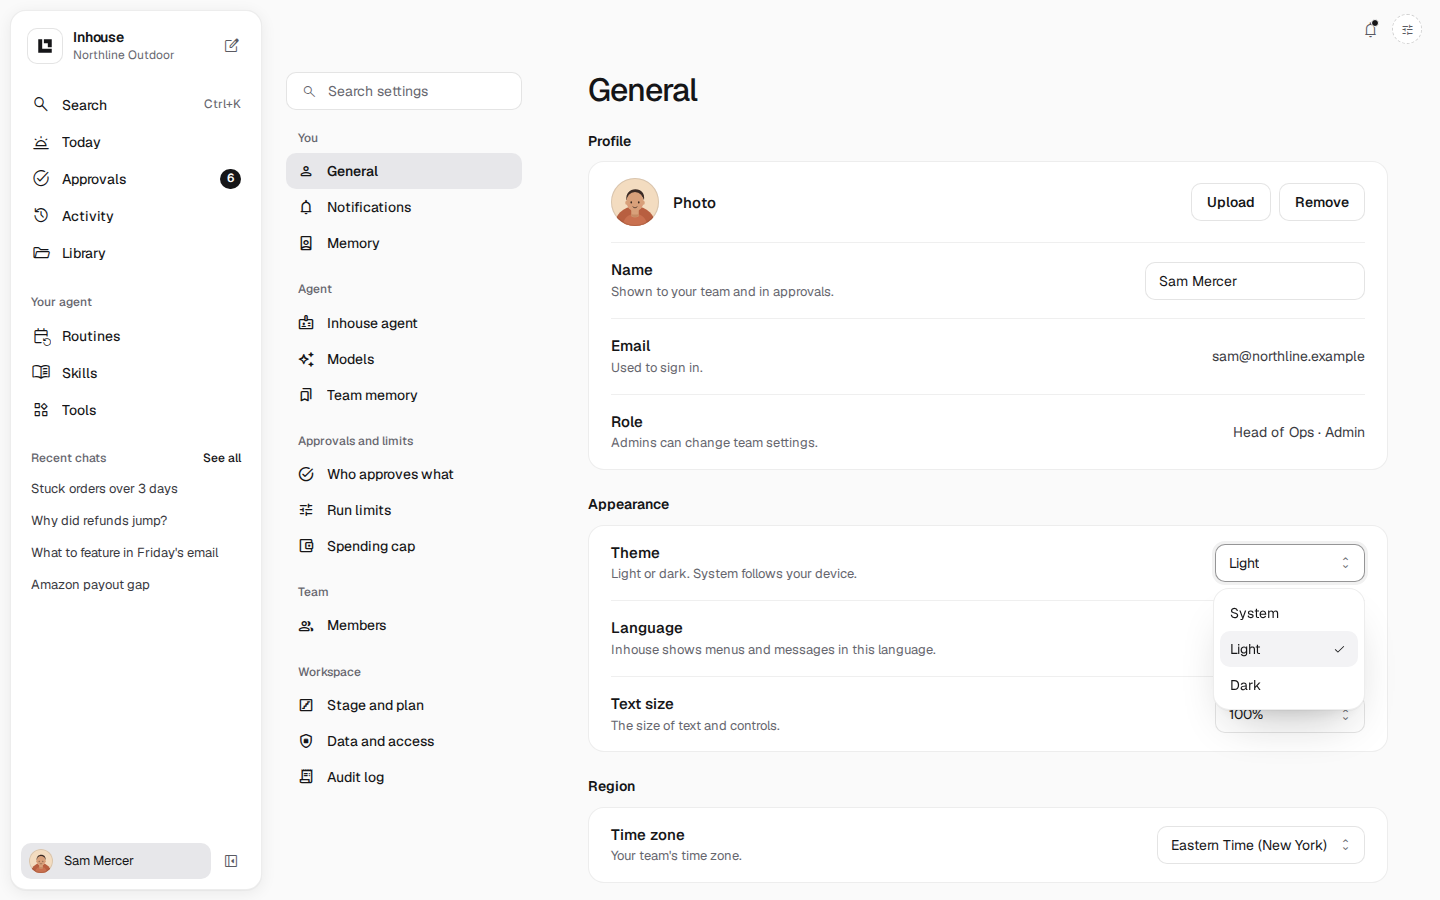 Inhouse
Northline Outdoor
Search
Ctrl+K
Today
Approvals
6
Activity
Library
Your agent
Routines
Skills
Tools
Recent chats
See all
Stuck orders over 3 days
Why did refunds jump?
What to feature in Friday's email
Amazon payout gap
Sam Mercer
Search settings
You
General
Notifications
Memory
Agent
Inhouse agent
Models
Team memory
Approvals and limits
Who approves what
Run limits
Spending cap
Team
Members
Workspace
Stage and plan
Data and access
Audit log
General
Profile
Photo
Upload
Remove
Name
Shown to your team and in approvals.
Sam Mercer
Email
Used to sign in.
sam@northline.example
Role
Admins can change team settings.
Head of Ops · Admin
Appearance
Theme
Light or dark. System follows your device.
Light
System
Light
Dark
Language
Inhouse shows menus and messages in this language.
Text size
The size of text and controls.
100%
Region
Time zone
Your team's time zone.
Eastern Time (New York)